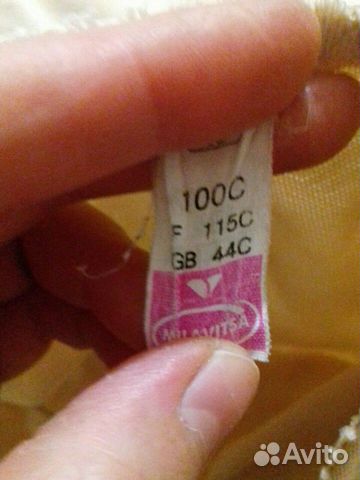 100C
F 115C
GB 44C
MILAVITSA
Avito